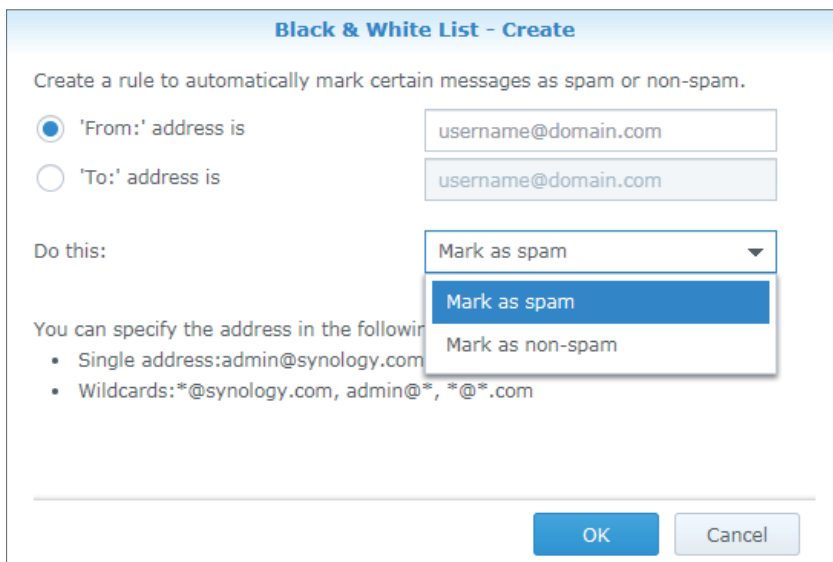 Black & White List - Create
Create a rule to automatically mark certain messages as spam or non-spam.
'From:' address is
username@domain.com
'To:' address is
username@domain.com
Do this:
Mark as spam
Mark as spam
Mark as non-spam
You can specify the address in the
• Single address:admin@synology.com
• Wildcards:*@synology.com, admin@*, *@*.com
OK
Cancel